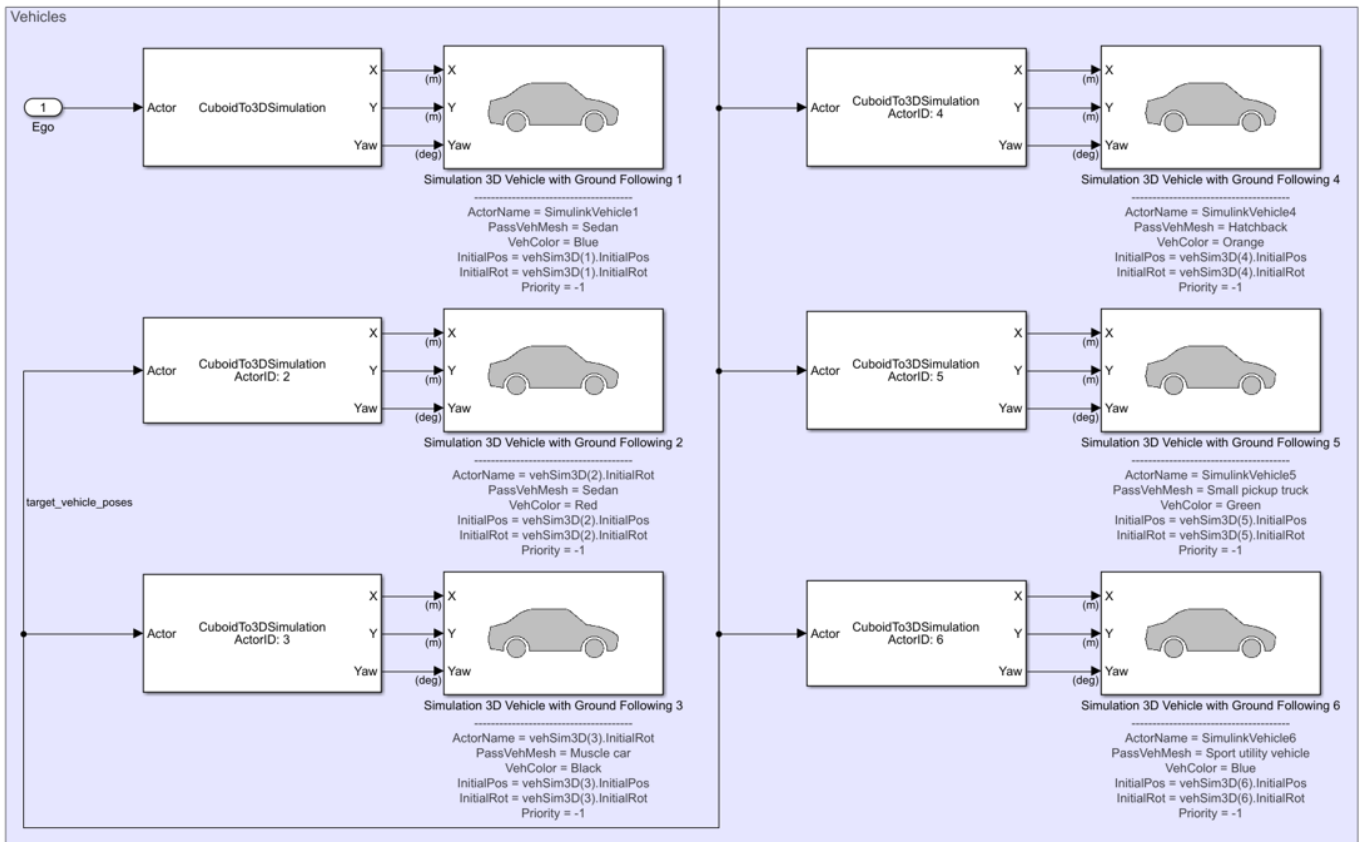 Vehicles
1
Ego
Actor
CuboidTo3DSimulation
X
Y
Yaw
(m)
(m)
(deg)
X
Y
Yaw
Simulation 3D Vehicle with Ground Following 1
------------------------------------
ActorName = SimulinkVehicle1
PassVehMesh = Sedan
VehColor = Blue
InitialPos = vehSim3D(1).InitialPos
InitialRot = vehSim3D(1).InitialRot
Priority = -1
Actor
CuboidTo3DSimulation
ActorID: 2
X
Y
Yaw
(m)
(m)
(deg)
X
Y
Yaw
Simulation 3D Vehicle with Ground Following 2
------------------------------------
ActorName = vehSim3D(2).InitialRot
PassVehMesh = Sedan
VehColor = Red
InitialPos = vehSim3D(2).InitialPos
InitialRot = vehSim3D(2).InitialRot
Priority = -1
target_vehicle_poses
Actor
CuboidTo3DSimulation
ActorID: 3
X
Y
Yaw
(m)
(m)
(deg)
X
Y
Yaw
Simulation 3D Vehicle with Ground Following 3
------------------------------------
ActorName = vehSim3D(3).InitialRot
PassVehMesh = Muscle car
VehColor = Black
InitialPos = vehSim3D(3).InitialPos
InitialRot = vehSim3D(3).InitialRot
Priority = -1
Actor
CuboidTo3DSimulation
ActorID: 4
X
Y
Yaw
(m)
(m)
(deg)
X
Y
Yaw
Simulation 3D Vehicle with Ground Following 4
------------------------------------
ActorName = SimulinkVehicle4
PassVehMesh = Hatchback
VehColor = Orange
InitialPos = vehSim3D(4).InitialPos
InitialRot = vehSim3D(4).InitialRot
Priority = -1
Actor
CuboidTo3DSimulation
ActorID: 5
X
Y
Yaw
(m)
(m)
(deg)
X
Y
Yaw
Simulation 3D Vehicle with Ground Following 5
------------------------------------
ActorName = SimulinkVehicle5
PassVehMesh = Small pickup truck
VehColor = Green
InitialPos = vehSim3D(5).InitialPos
InitialRot = vehSim3D(5).InitialRot
Priority = -1
Actor
CuboidTo3DSimulation
ActorID: 6
X
Y
Yaw
(m)
(m)
(deg)
X
Y
Yaw
Simulation 3D Vehicle with Ground Following 6
------------------------------------
ActorName = SimulinkVehicle6
PassVehMesh = Sport utility vehicle
VehColor = Blue
InitialPos = vehSim3D(6).InitialPos
InitialRot = vehSim3D(6).InitialRot
Priority = -1